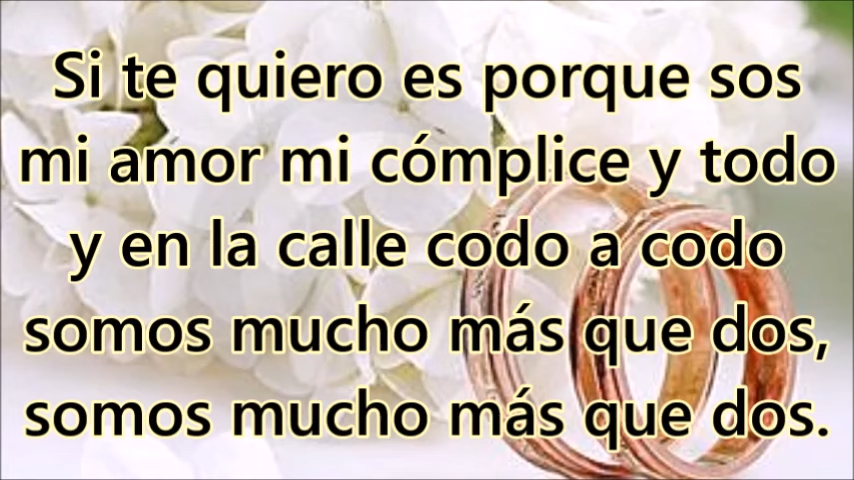 Si te quiero es porque sos
mi amor mi cómplice y todo
y en la calle codo a codo
somos mucho más que dos,
somos mucho más que dos.